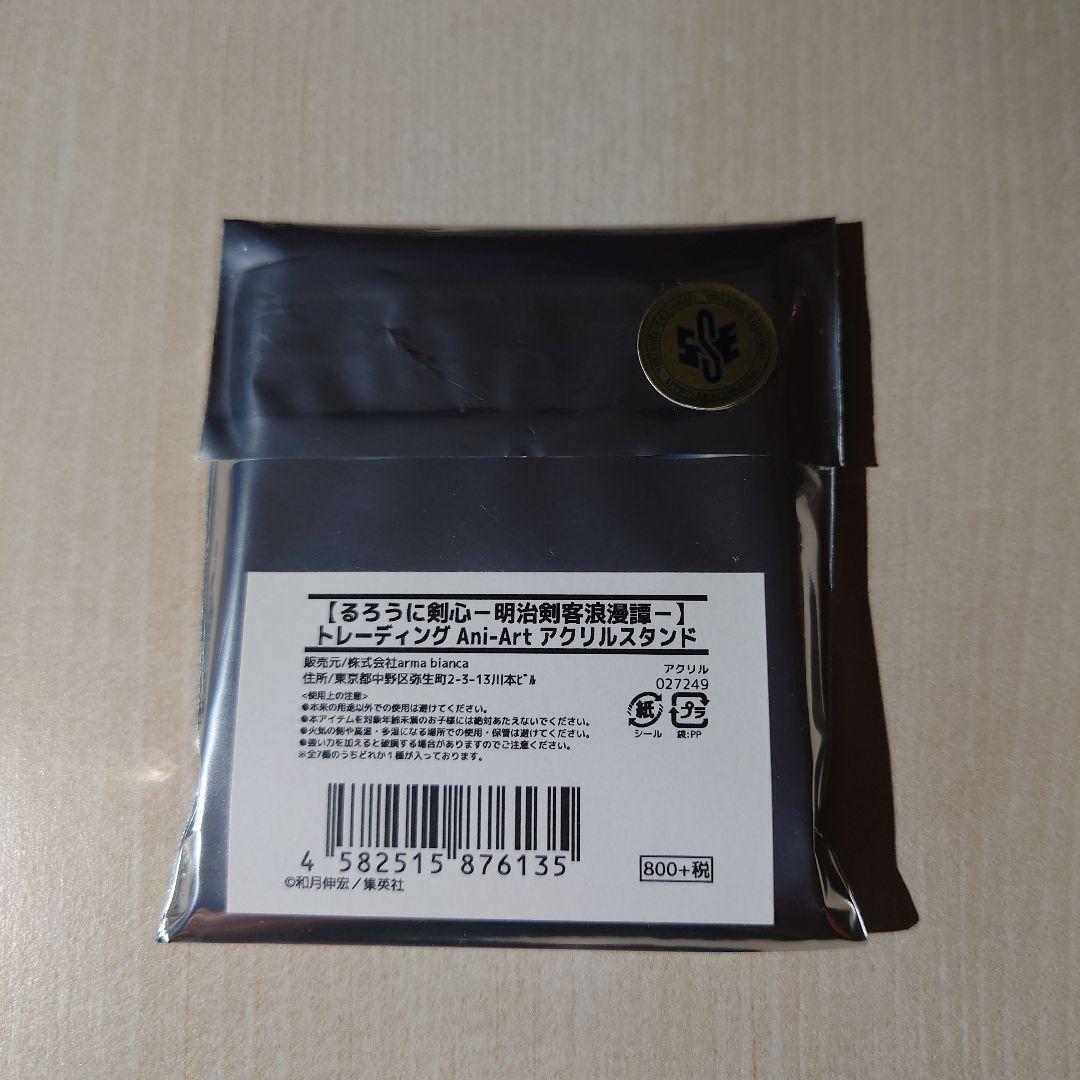 SSE
【るろうに剣心－明治剣客浪漫譚－】
トレーディング Ani-Art アクリルスタンド
販売元/株式会社arma bianca
住所/東京都中野区弥生町2-3-13川本ﾋﾞﾙ
アクリル
027249
<使用上の注意>
●本来の用途以外での使用は避けてください。
●本アイテムを対象年齢未満のお子様には絶対あたえないでください。
●火気の側や高温・多湿になる場所での使用・保管は避けてください。
●強い力を加えると破損する場合がありますのでご注意ください。
※全7種のうちどれか1種が入っております。
紙
プラ
シール
袋:PP
4 582515 876135
800+税
©和月伸宏／集英社